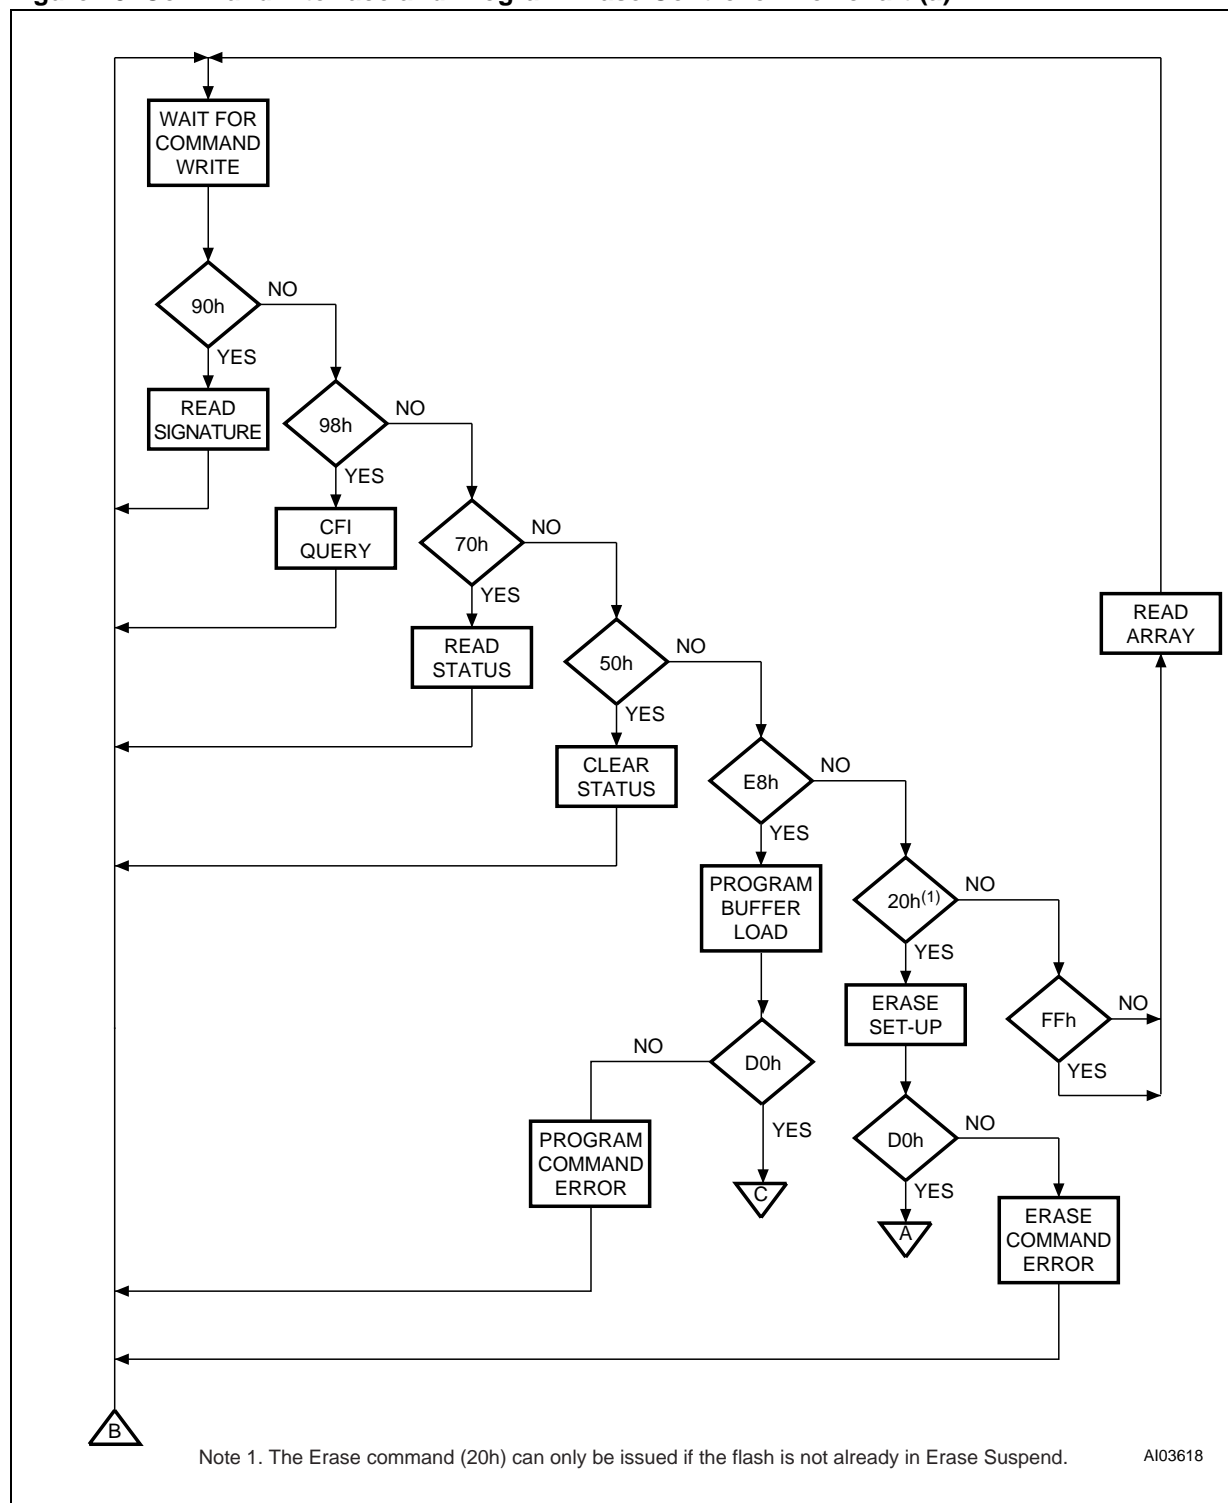 WAIT FOR
COMMAND
WRITE
90h
NO
YES
READ
SIGNATURE
98h
NO
YES
CFI
QUERY
70h
NO
YES
READ
STATUS
50h
NO
YES
CLEAR
STATUS
E8h
NO
YES
PROGRAM
BUFFER
LOAD
20h(1)
NO
YES
ERASE
SET-UP
FFh
NO
YES
READ
ARRAY
D0h
NO
YES
PROGRAM
COMMAND
ERROR
C
D0h
NO
YES
A
ERASE
COMMAND
ERROR
B
Note 1. The Erase command (20h) can only be issued if the flash is not already in Erase Suspend.
AI03618